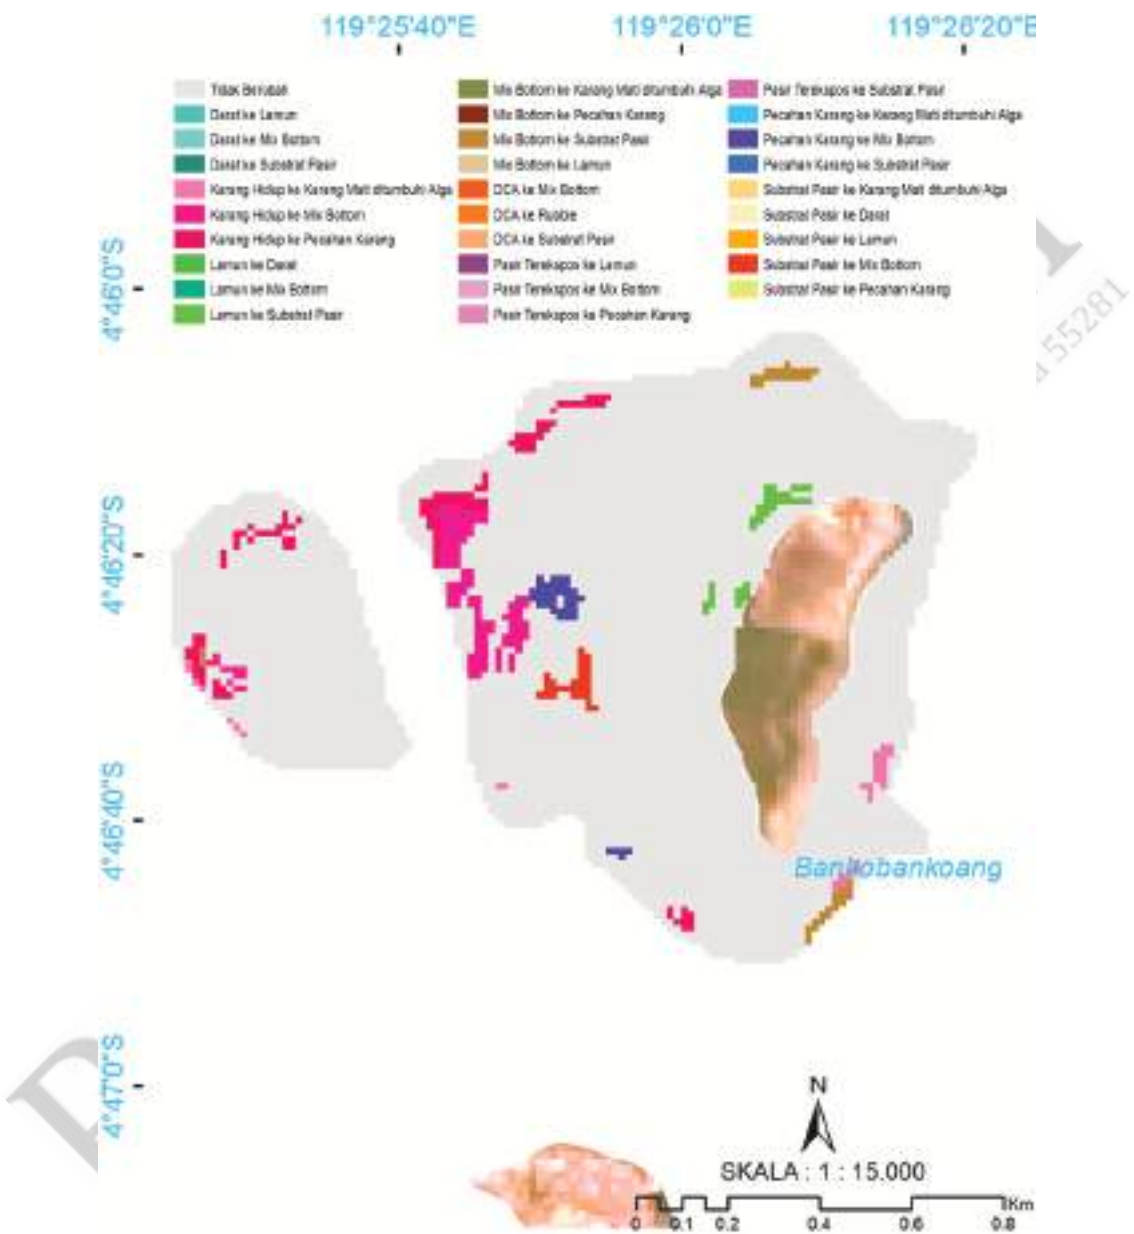 119°25'40"E 119°26'0"E 119°26'20"E
Tidak Berubah
Darat ke Lamun
Darat ke Mix Bottom
Darat ke Substrat Pasir
Karang Hidup ke Karang Mati ditumbuhi Alga
Karang Hidup ke Mix Bottom
Karang Hidup ke Pecahan Karang
Lamun ke Darat
Lamun ke Mix Bottom
Lamun ke Substrat Pasir
Mix Bottom ke Karang Mati ditumbuhi Alga
Mix Bottom ke Pecahan Karang
Mix Bottom ke Substrat Pasir
Mix Bottom ke Lamun
DCA ke Mix Bottom
DCA ke Rubble
DCA ke Substrat Pasir
Pasir Terekapos ke Lamun
Pasir Terekapos ke Mix Bottom
Pasir Terekapos ke Pecahan Karang
Pasir Terekapos ke Substrat Pasir
Pecahan Karang ke Karang Mati ditumbuhi Alga
Pecahan Karang ke Mix Bottom
Pecahan Karang ke Substrat Pasir
Substrat Pasir ke Karang Mati ditumbuhi Alga
Substrat Pasir ke Darat
Substrat Pasir ke Lamun
Substrat Pasir ke Mix Bottom
Substrat Pasir ke Pecahan Karang
4°46'0"S
4°46'20"S
4°46'40"S
4°47'0"S
55281
Bankobankoang
N
SKALA : 1 : 15.000
Km
0 0.1 0.2 0.4 0.6 0.8